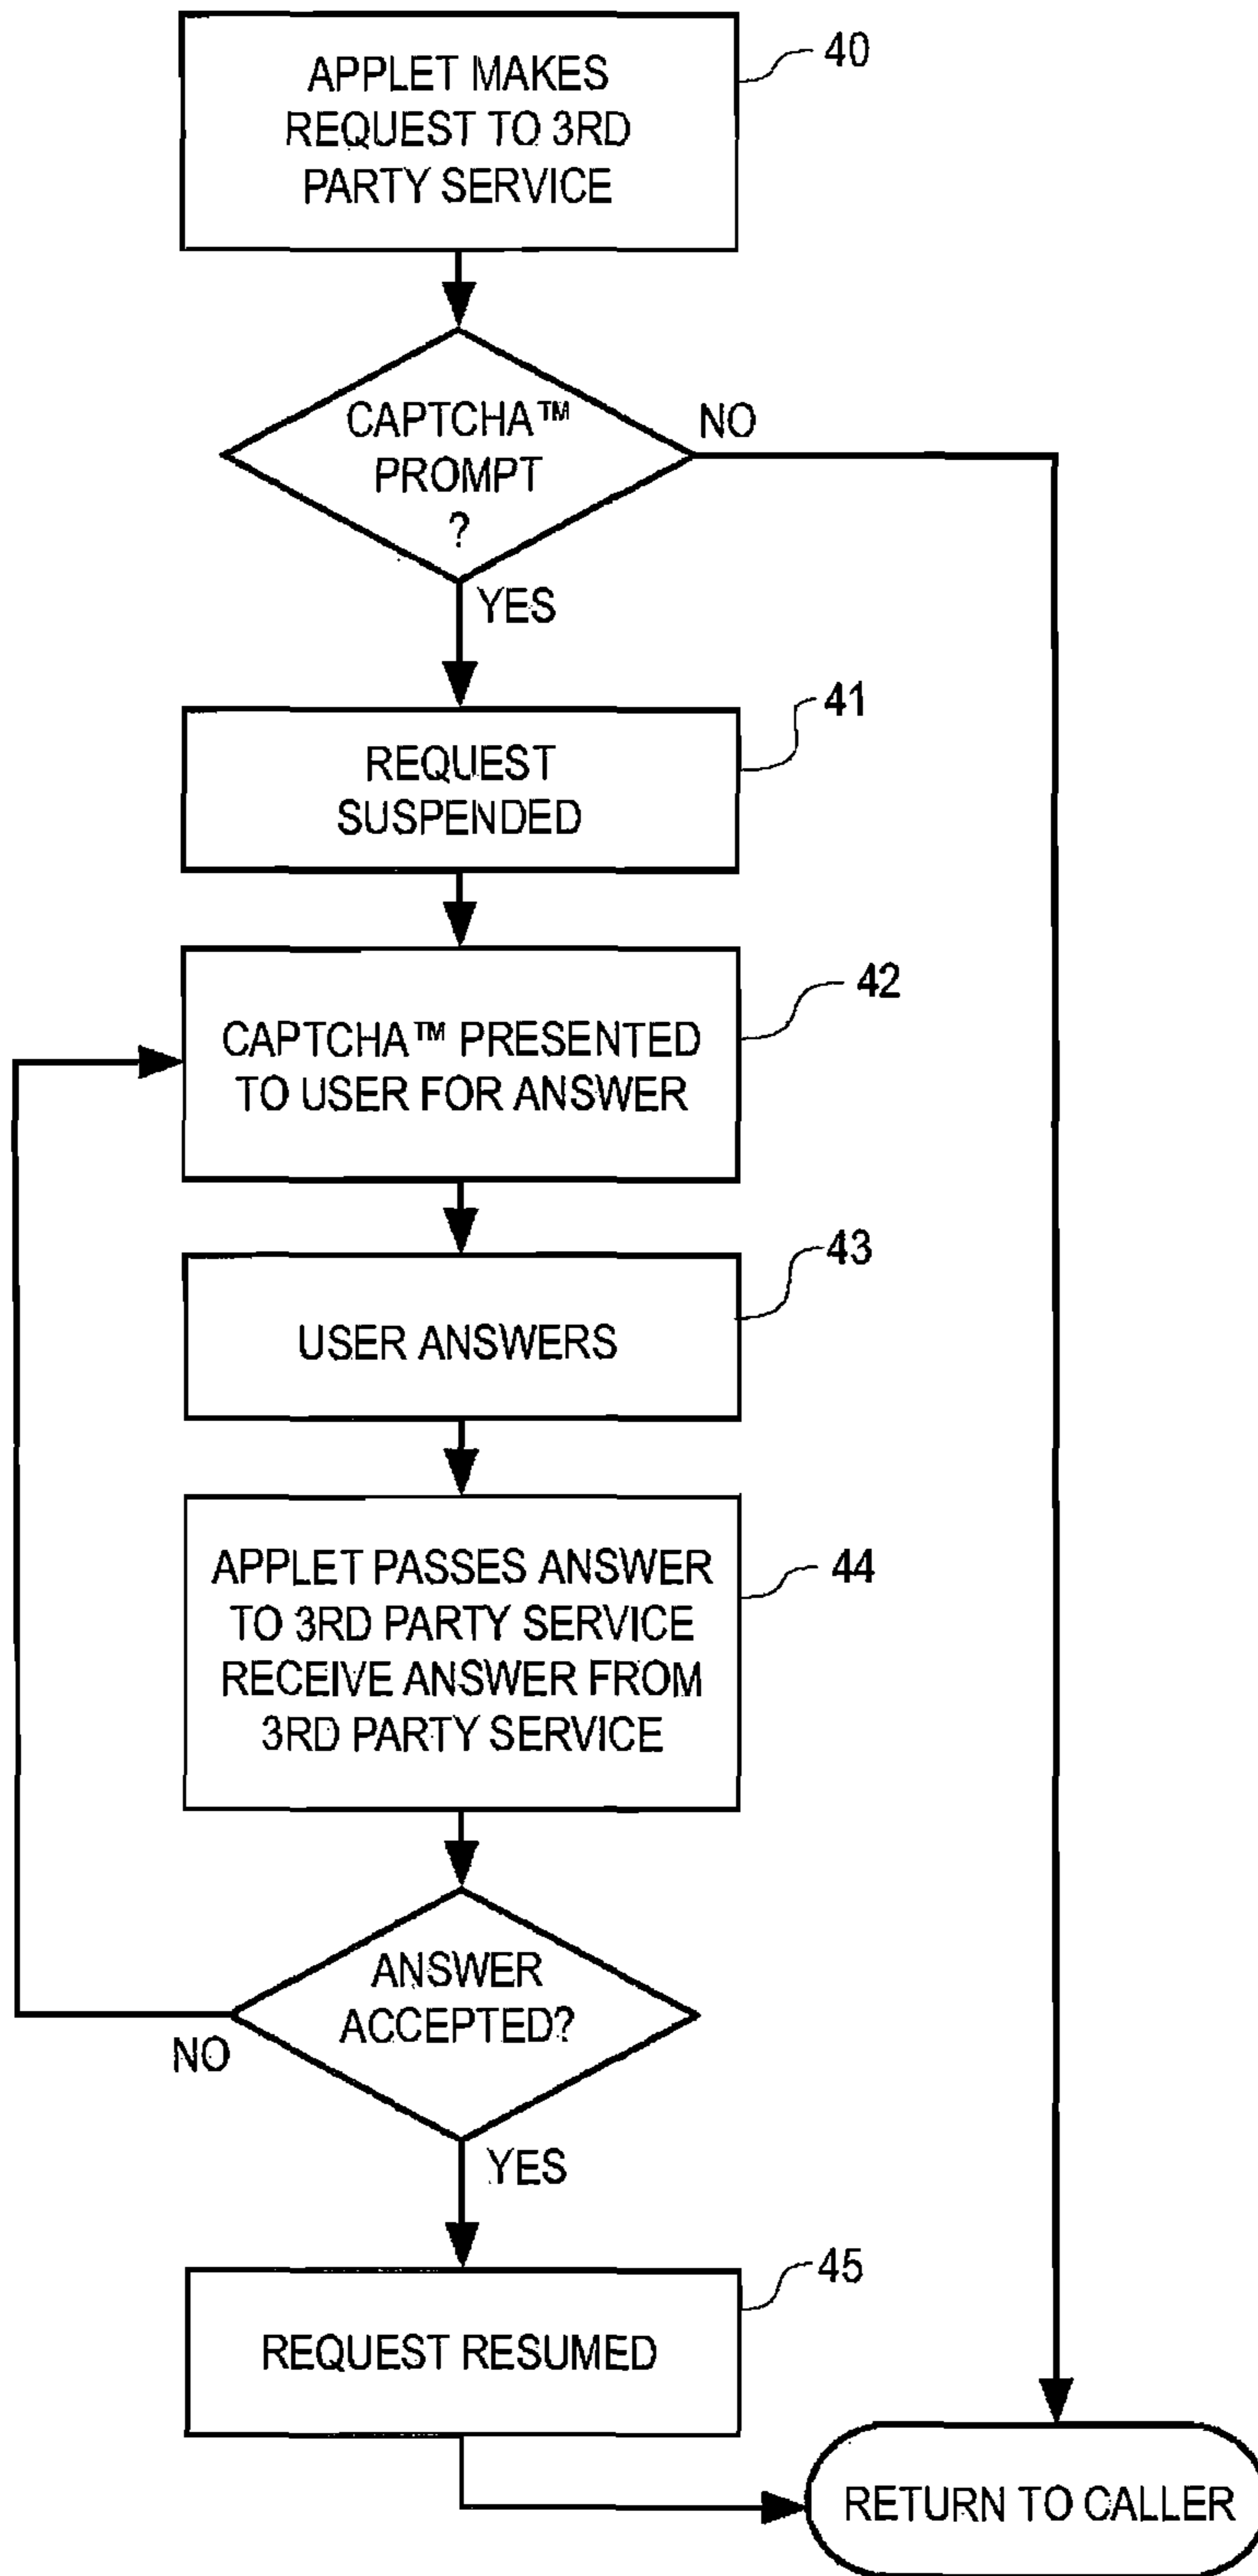 APPLET MAKES
REQUEST TO 3RD
PARTY SERVICE
40
CAPTCHA™
PROMPT
?
NO
YES
41
REQUEST
SUSPENDED
42
CAPTCHA™ PRESENTED
TO USER FOR ANSWER
43
USER ANSWERS
44
APPLET PASSES ANSWER
TO 3RD PARTY SERVICE
RECEIVE ANSWER FROM
3RD PARTY SERVICE
ANSWER
ACCEPTED?
NO
YES
45
REQUEST RESUMED
RETURN TO CALLER